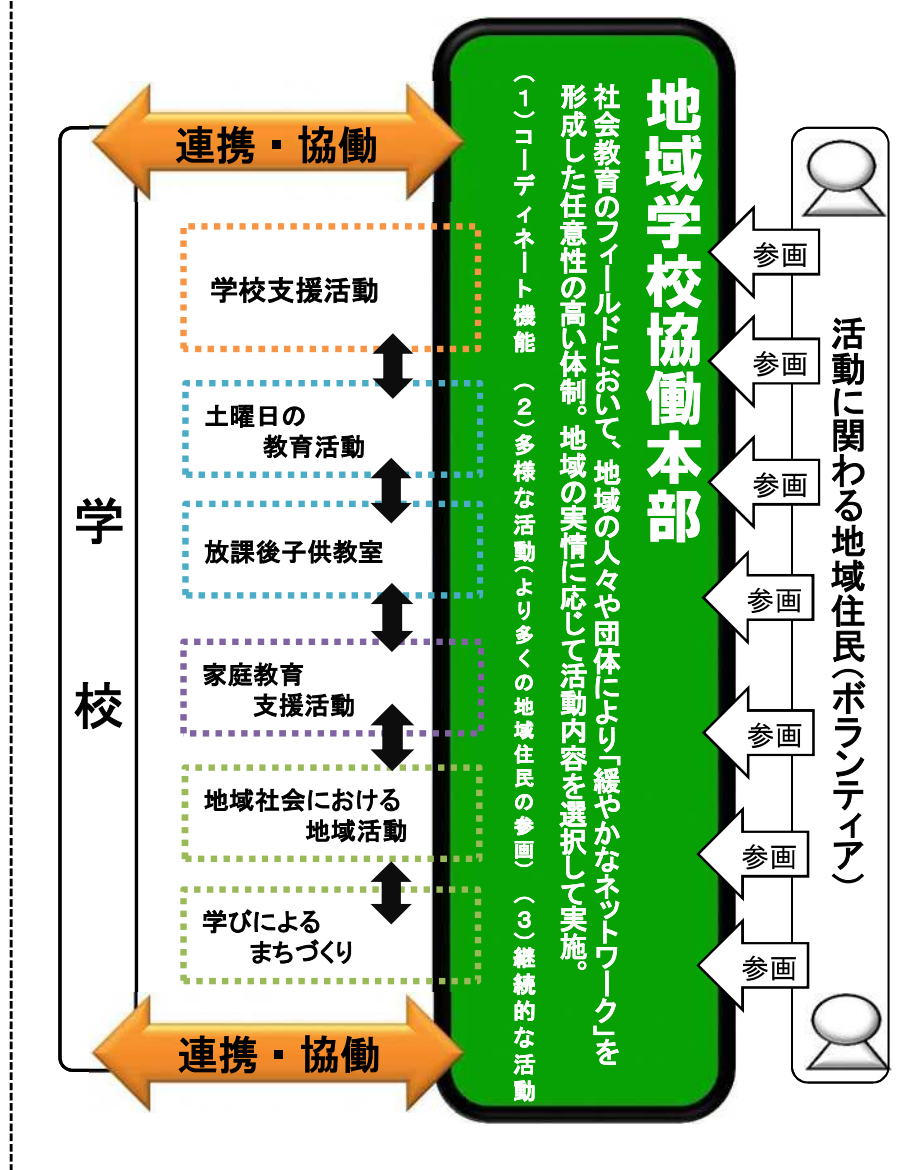 連携・協働
学校
学校支援活動
土曜日の
教育活動
放課後子供教室
家庭教育
支援活動
地域社会における
地域活動
学びによる
まちづくり
連携・協働
地域学校協働本部
社会教育のフィールドにおいて、地域の人々や団体により「緩やかなネットワーク」を
形成した任意性の高い体制。地域の実情に応じて活動内容を選択して実施。
（１）コーディネート機能　（２）多様な活動（より多くの地域住民の参画）　（３）継続的な活動
参画
参画
参画
参画
参画
参画
参画
活動に関わる地域住民（ボランティア）